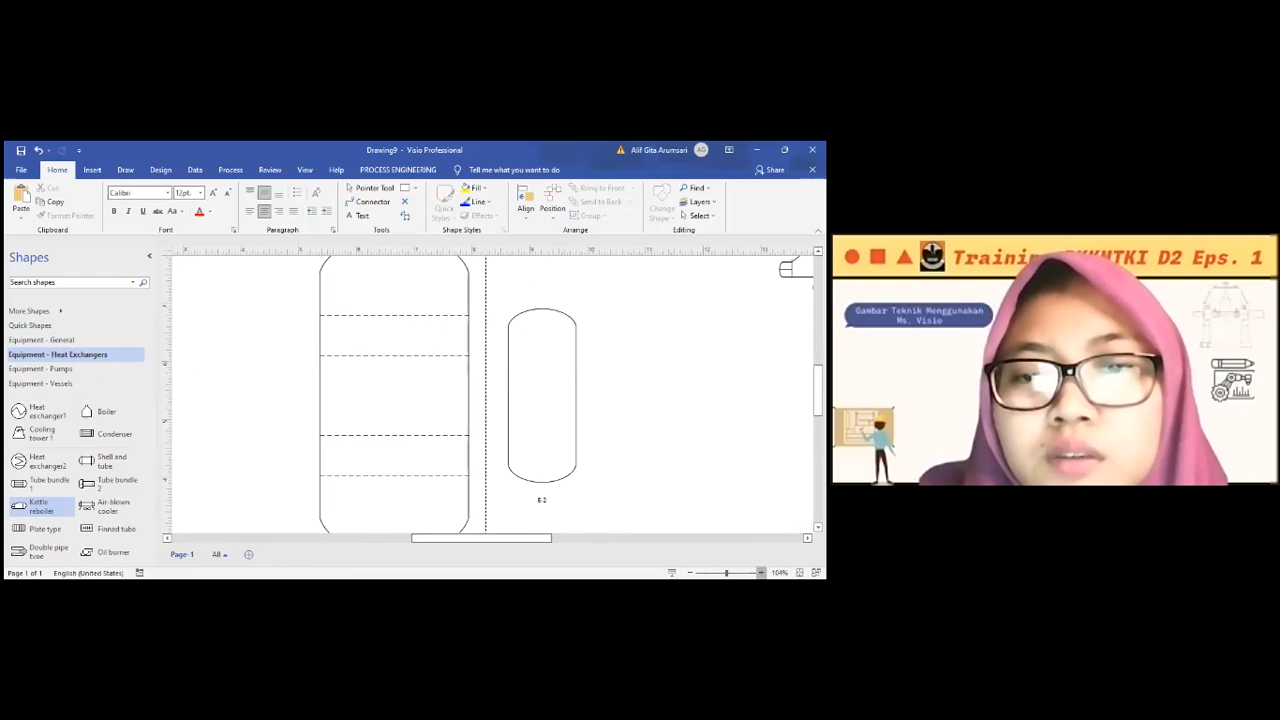 Drawing9 - Visio Professional
Alif Gita Arumsari
AG
File
Home
Insert
Draw
Design
Data
Process
Review
View
Help
PROCESS ENGINEERING
Tell me what you want to do
Share
Paste
Cut
Copy
Format Painter
Clipboard
Calibri
12pt.
B I U abc Aa A
Font
Paragraph
Pointer Tool
Connector
Text
Tools
Quick Styles
Fill
Line
Effects
Shape Styles
Align
Position
Bring to Front
Send to Back
Group
Arrange
Change Shape
Find
Layers
Select
Editing
Shapes
Search shapes
More Shapes
Quick Shapes
Equipment - General
Equipment - Heat Exchangers
Equipment - Pumps
Equipment - Vessels
Heat exchanger1
Boiler
Cooling tower 1
Condenser
Heat exchanger2
Shell and tube
Tube bundle 1
Tube bundle 2
Kettle reboiler
Air-blown cooler
Plate type
Finned tube
Double pipe type
Oil burner
E-2
Page-1
All
Page 1 of 1
English (United States)
104%
D2 Eps. 1
Gambar Teknik Menggunakan
Ms. Visio